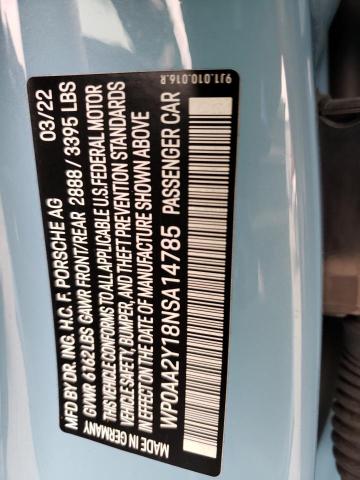 9J1.010.016.R
MFD BY DR. ING. H.C. F. PORSCHE AG 03/22
GVWR 6162 LBS GAWR FRONT/REAR 2888 / 3395 LBS
THIS VEHICLE CONFORMS TO ALL APPLICABLE U.S. FEDERAL MOTOR
VEHICLE SAFETY, BUMPER, AND THEFT PREVENTION STANDARDS
IN EFFECT ON THE DATE OF MANUFACTURE SHOWN ABOVE
WP0AA2Y18NSA14785 PASSENGER CAR
MADE IN GERMANY